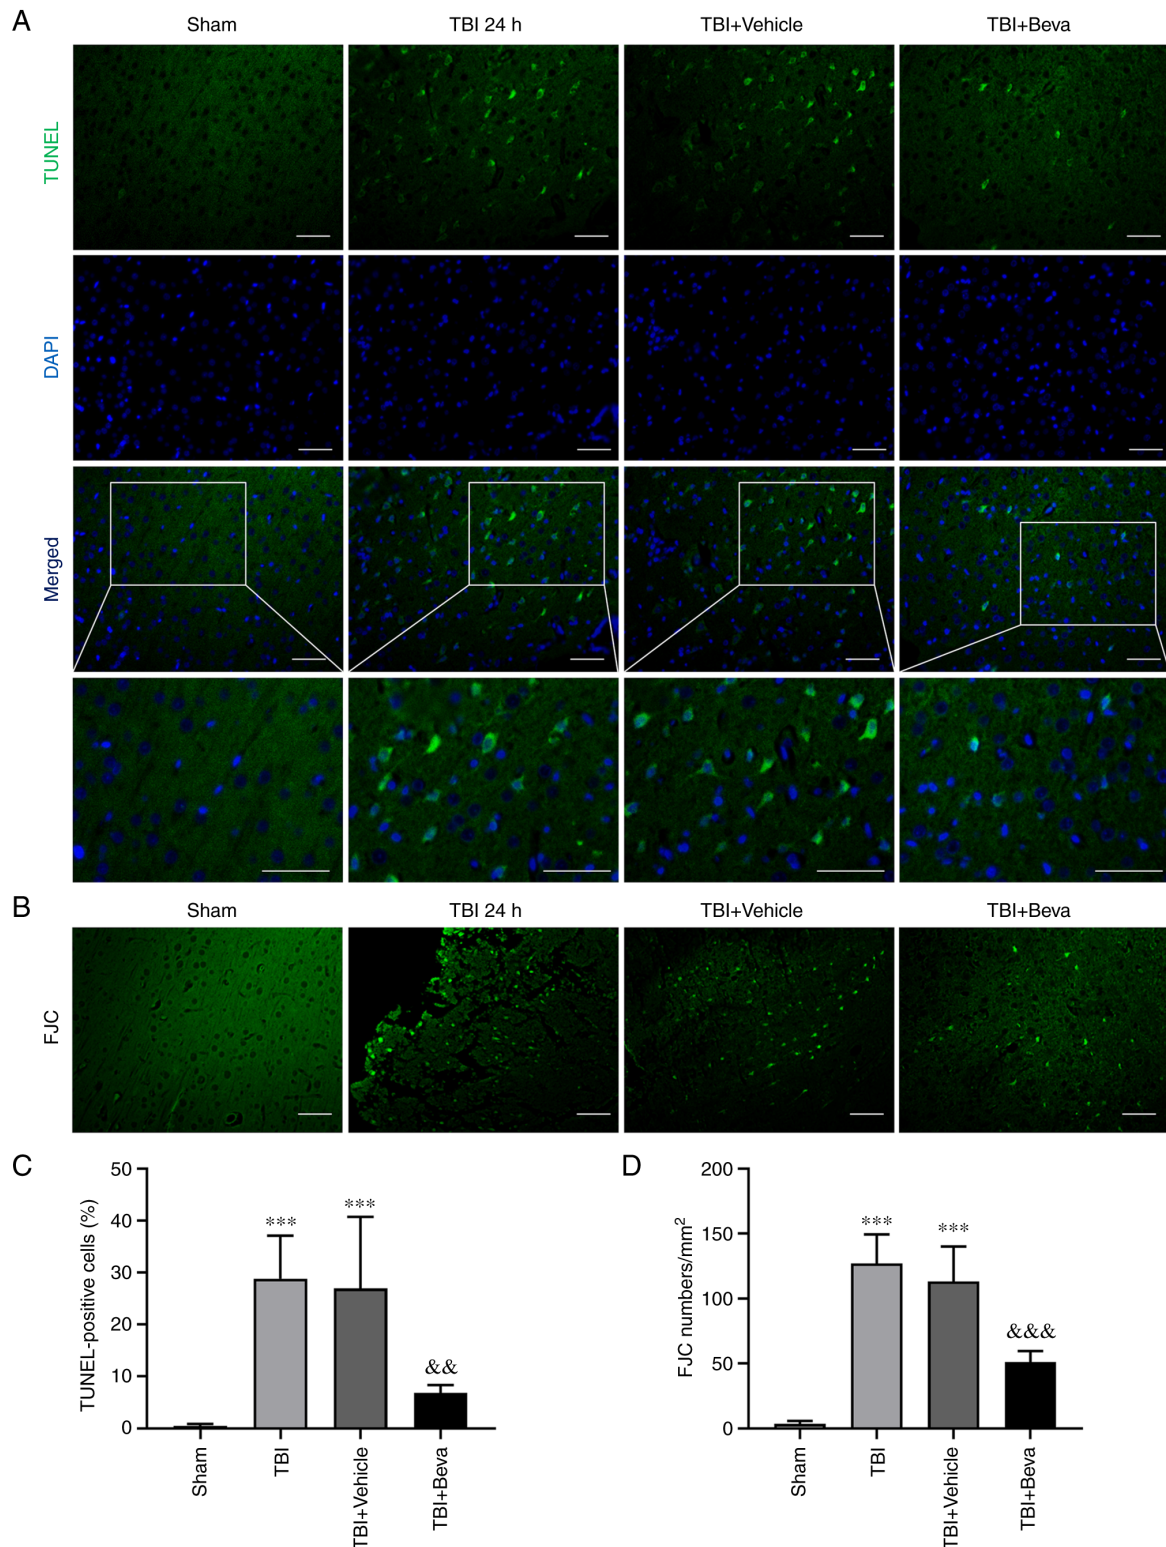 A
Sham TBI 24 h TBI+Vehicle TBI+Beva
TUNEL
DAPI
Merged
B
Sham TBI 24 h TBI+Vehicle TBI+Beva
FJC
C
TUNEL-positive cells (%)
50
40
30
20
10
0
***
***
&&
Sham
TBI
TBI+Vehicle
TBI+Beva
D
FJC numbers/mm²
200
150
100
50
0
***
***
&&&
Sham
TBI
TBI+Vehicle
TBI+Beva